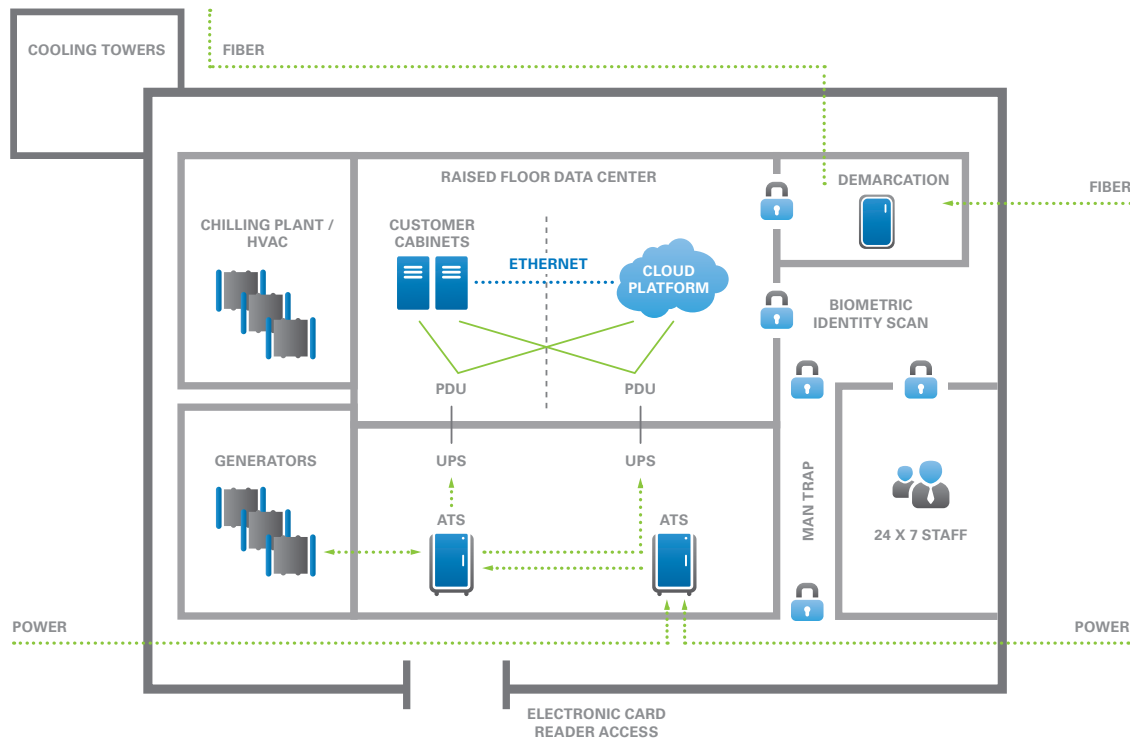 COOLING TOWERS
FIBER
RAISED FLOOR DATA CENTER
DEMARCATION
FIBER
CHILLING PLANT /
HVAC
CUSTOMER
CABINETS
ETHERNET
CLOUD
PLATFORM
BIOMETRIC
IDENTITY SCAN
PDU
PDU
GENERATORS
UPS
UPS
MAN TRAP
ATS
ATS
24 X 7 STAFF
POWER
POWER
ELECTRONIC CARD
READER ACCESS